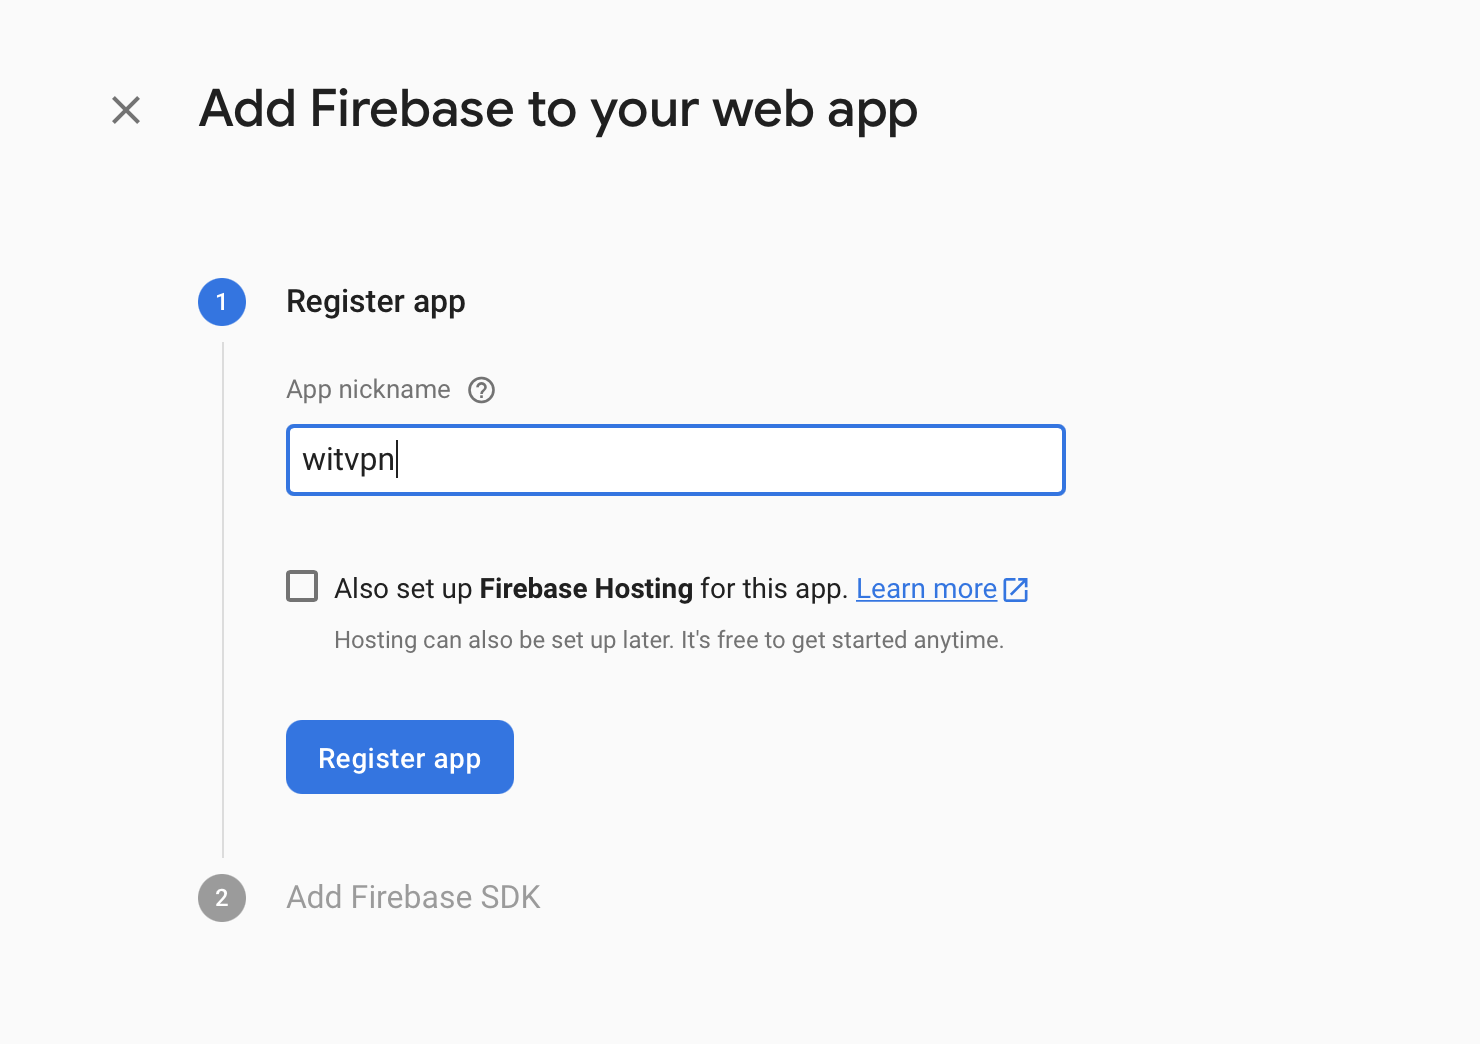 Add Firebase to your web app
1
Register app
App nickname ?
witvpn
Also set up Firebase Hosting for this app. Learn more
Hosting can also be set up later. It's free to get started anytime.
Register app
2
Add Firebase SDK